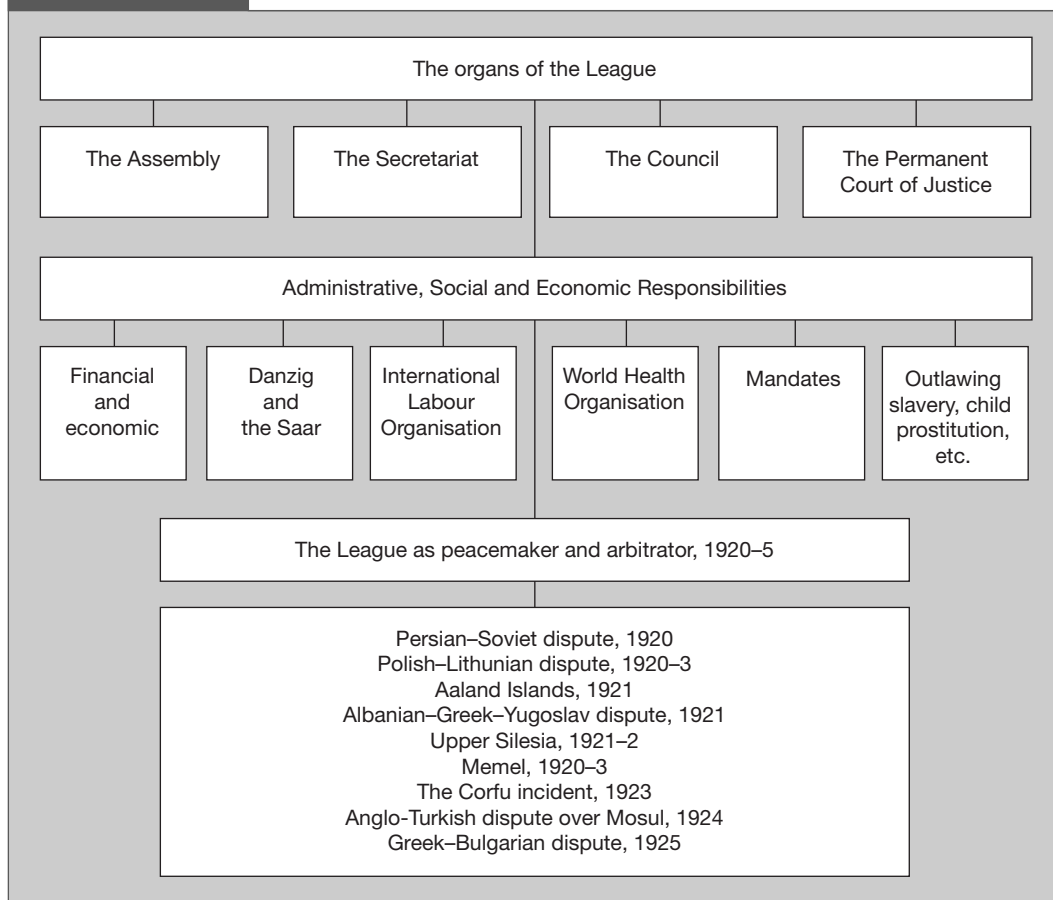 The organs of the League
The Assembly
The Secretariat
The Council
The Permanent
Court of Justice
Administrative, Social and Economic Responsibilities
Financial
and
economic
Danzig
and
the Saar
International
Labour
Organisation
World Health
Organisation
Mandates
Outlawing
slavery, child
prostitution,
etc.
The League as peacemaker and arbitrator, 1920–5
Persian–Soviet dispute, 1920
Polish–Lithunian dispute, 1920–3
Aaland Islands, 1921
Albanian–Greek–Yugoslav dispute, 1921
Upper Silesia, 1921–2
Memel, 1920–3
The Corfu incident, 1923
Anglo-Turkish dispute over Mosul, 1924
Greek–Bulgarian dispute, 1925